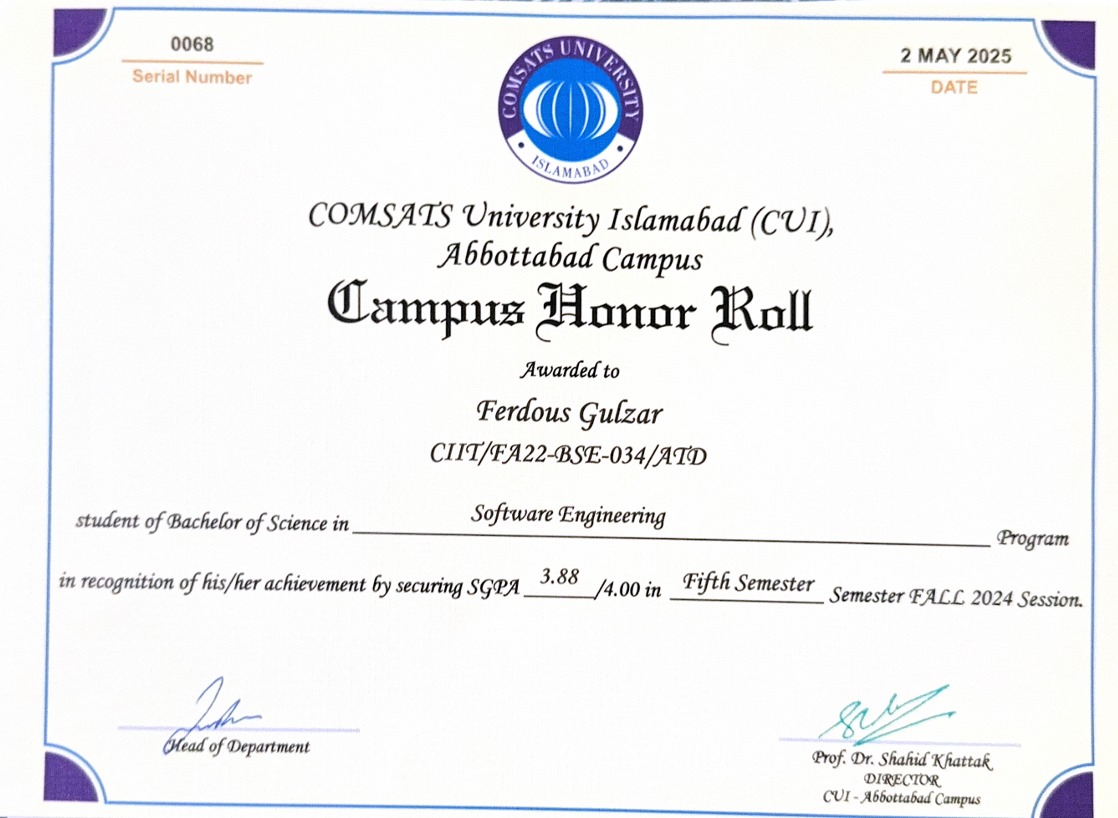 0068
Serial Number
COMSATS UNIVERSITY
ISLAMABAD
2 MAY 2025
DATE
COMSATS University Islamabad (CUI),
Abbottabad Campus
Campus Honor Roll
Awarded to
Ferdous Gulzar
CIIT/FA22-BSE-034/ATD
student of Bachelor of Science in Software Engineering Program
in recognition of his/her achievement by securing SGPA 3.88 /4.00 in Fifth Semester Semester FALL 2024 Session.
Head of Department
Prof. Dr. Shahid Khattak
DIRECTOR
CUI - Abbottabad Campus